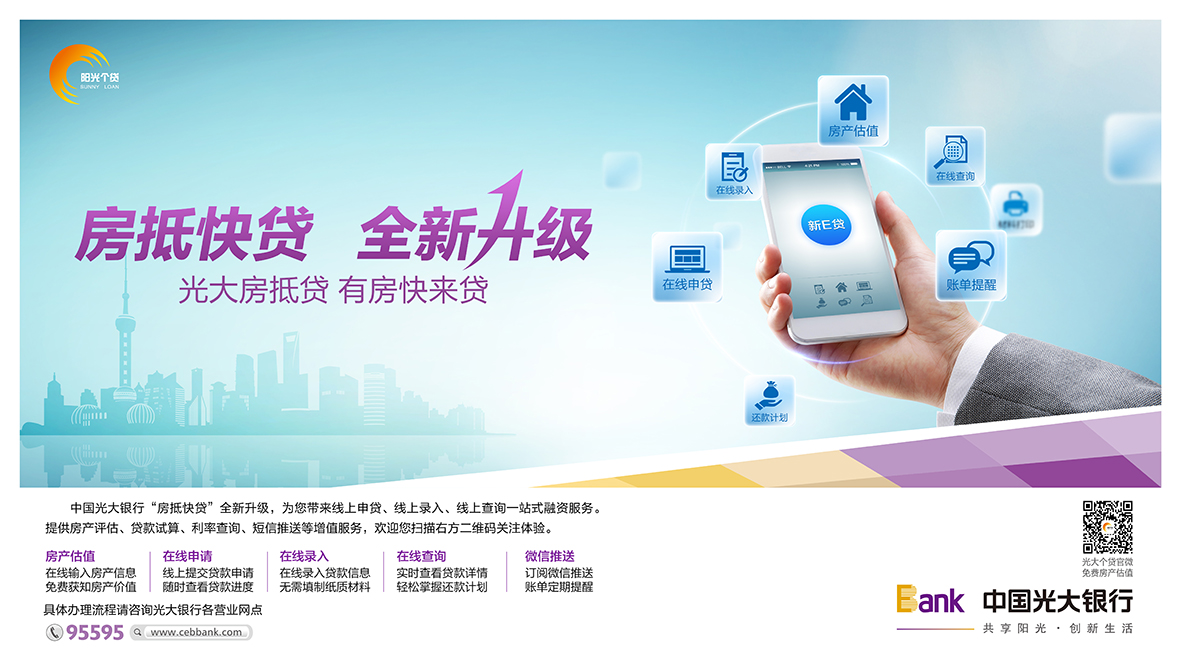 阳光个贷
SUNNY LOAN
房抵快贷 全新升级
光大房抵贷 有房快来贷
房产估值
在线录入
在线查询
新E贷
在线申贷
账单提醒
还款计划
中国光大银行“房抵快贷”全新升级，为您带来线上申贷、线上录入、线上查询一站式融资服务。
提供房产评估、贷款试算、利率查询、短信推送等增值服务，欢迎您扫描右方二维码关注体验。
房产估值
在线输入房产信息
免费获知房产价值
在线申请
线上提交贷款申请
随时查看贷款进度
在线录入
在线录入贷款信息
无需填制纸质材料
在线查询
实时查看贷款详情
轻松掌握还款计划
微信推送
订阅微信推送
账单定期提醒
具体办理流程请咨询光大银行各营业网点
95595 www.cebbank.com
光大个贷官微
免费房产估值
Bank 中国光大银行
共享阳光·创新生活